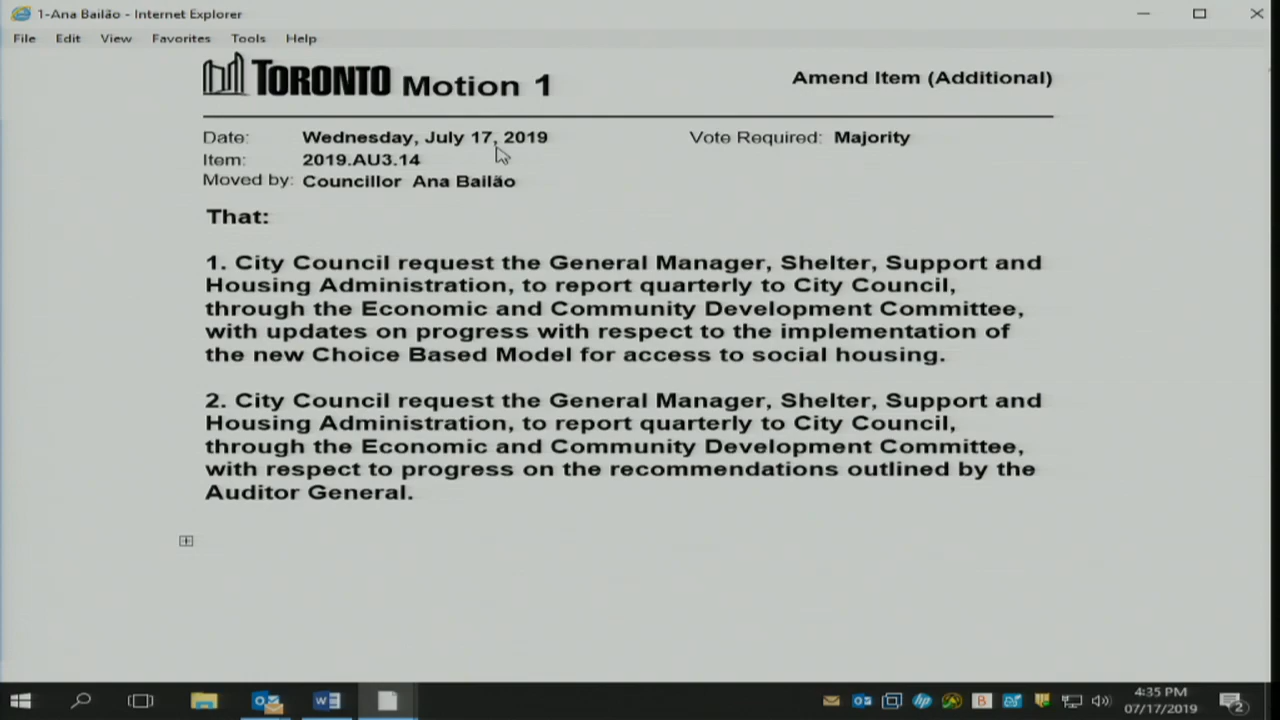 1-Ana Bailão - Internet Explorer
File Edit View Favorites Tools Help
TORONTO Motion 1
Amend Item (Additional)
Date: Wednesday, July 17, 2019
Vote Required: Majority
Item: 2019.AU3.14
Moved by: Councillor Ana Bailão
That:
1. City Council request the General Manager, Shelter, Support and
Housing Administration, to report quarterly to City Council,
through the Economic and Community Development Committee,
with updates on progress with respect to the implementation of
the new Choice Based Model for access to social housing.
2. City Council request the General Manager, Shelter, Support and
Housing Administration, to report quarterly to City Council,
through the Economic and Community Development Committee,
with respect to progress on the recommendations outlined by the
Auditor General.
4:35 PM
07/17/2019
2